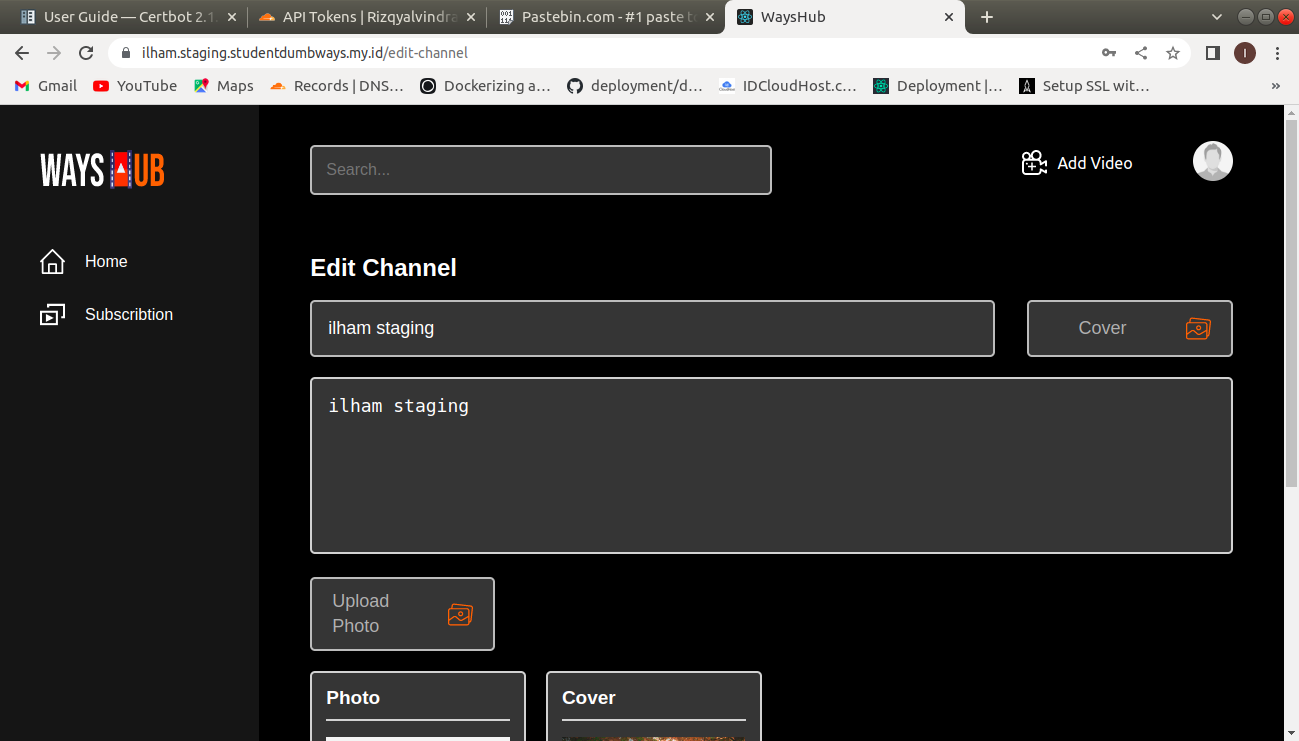 User Guide — Certbot 2.1.
API Tokens | Rizqyalvindra
Pastebin.com - #1 paste t
WaysHub
ilham.staging.studentdumbways.my.id/edit-channel
I
Gmail
YouTube
Maps
Records | DNS…
Dockerizing a…
deployment/d…
IDCloudHost.c…
Deployment |…
Setup SSL wit…
»
WAYS HUB
Search...
Add Video
Home
Subscribtion
Edit Channel
ilham staging
Cover
ilham staging
Upload
Photo
Photo
Cover